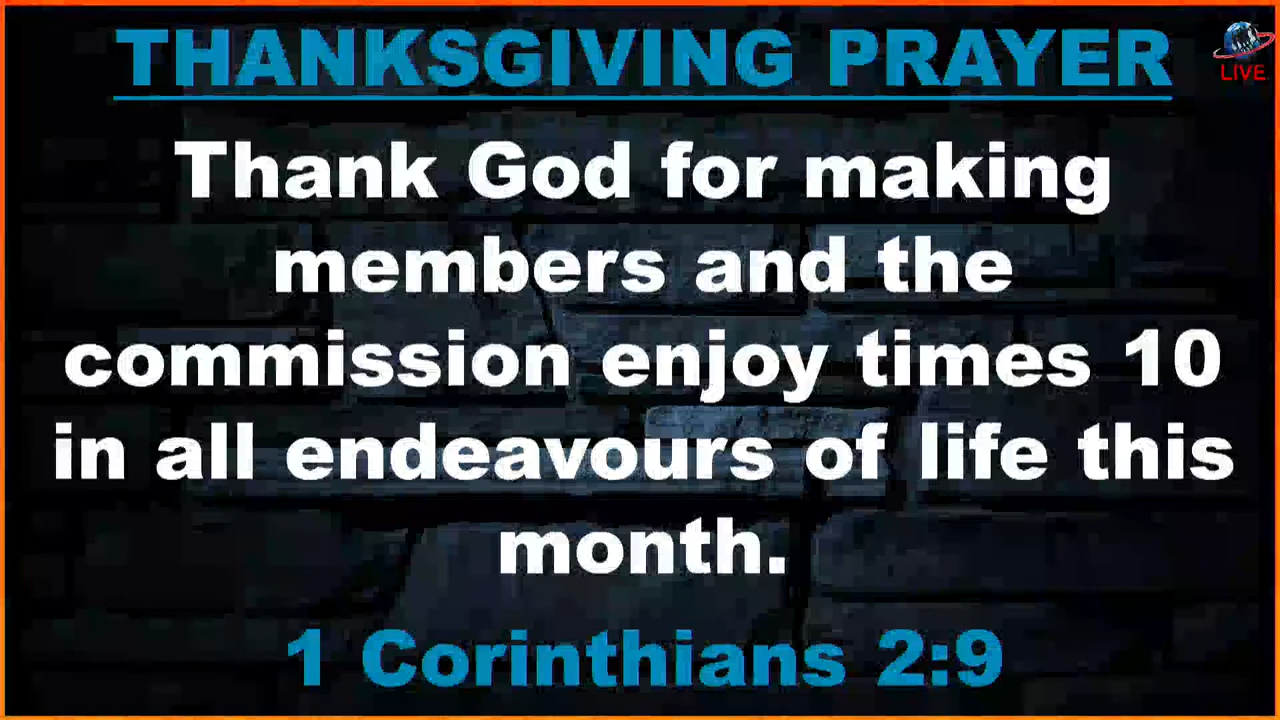 THANKSGIVING PRAYER
LIVE
Thank God for making
members and the
commission enjoy times 10
in all endeavours of life this
month.
1 Corinthians 2:9